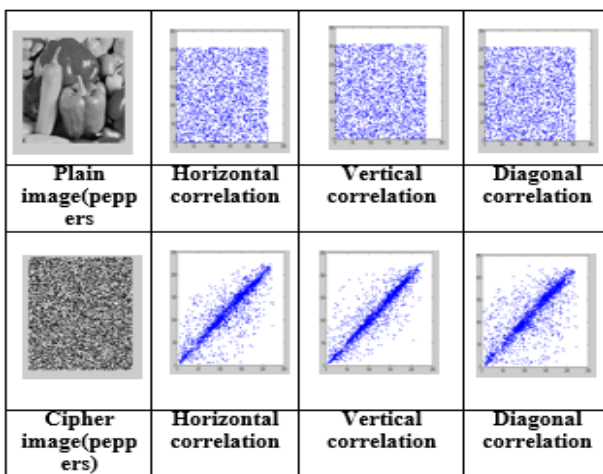 Plain
image(pepp
ers
Horizontal
correlation
Vertical
correlation
Diagonal
correlation
Cipher
image(pepp
ers)
Horizontal
correlation
Vertical
correlation
Diagonal
correlation